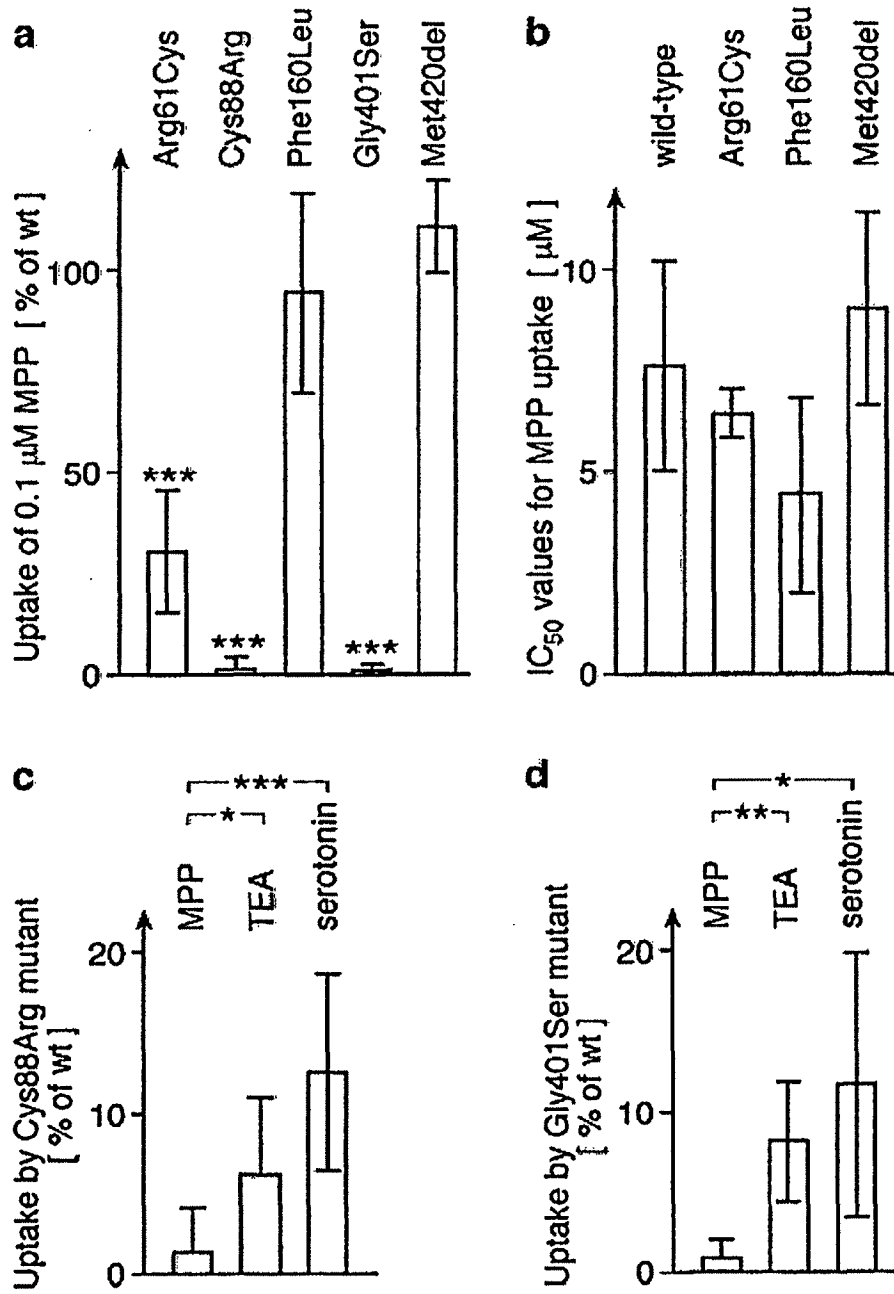 a
Arg61Cys
Cys88Arg
Phe160Leu
Gly401Ser
Met420del
Uptake of 0.1 µM MPP [ % of wt ]
100
50
0
***
***
***
b
wild-type
Arg61Cys
Phe160Leu
Met420del
IC50 values for MPP uptake [ µM ]
10
5
0
c
***
*
MPP
TEA
serotonin
Uptake by Cys88Arg mutant
[ % of wt ]
20
10
0
d
*
**
MPP
TEA
serotonin
Uptake by Gly401Ser mutant
[ % of wt ]
20
10
0